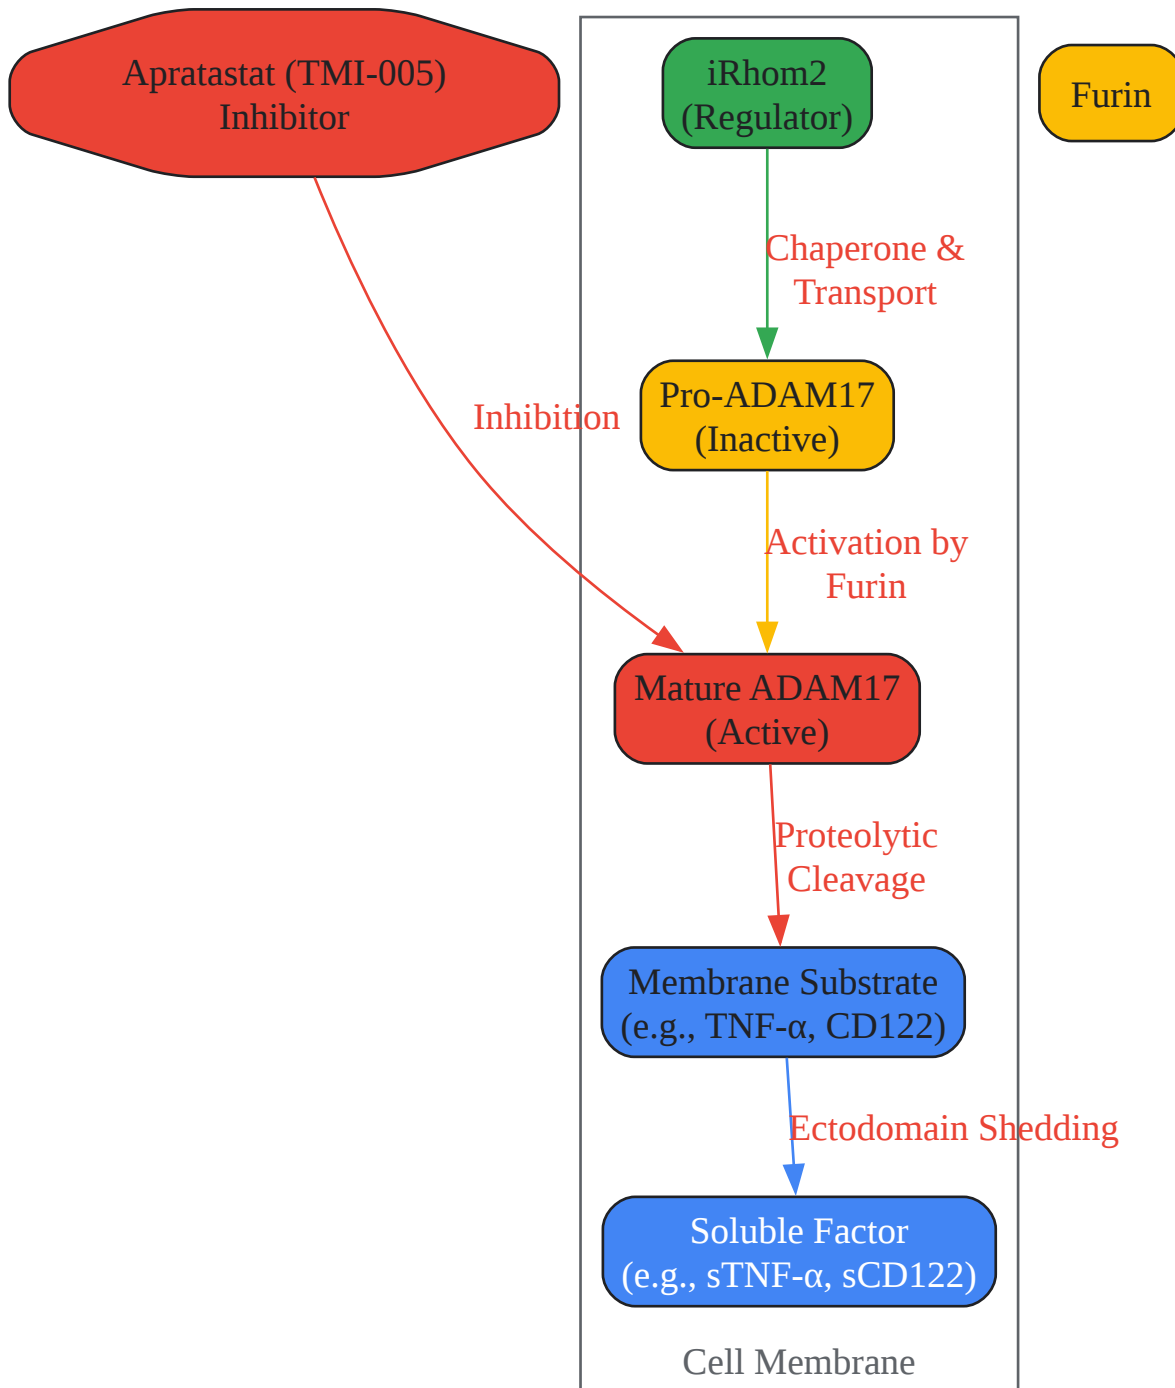 Apratastat (TMI-005)
Inhibitor
iRhom2
(Regulator)
Furin
Chaperone &
Transport
Pro-ADAM17
(Inactive)
Inhibition
Activation by
Furin
Mature ADAM17
(Active)
Proteolytic
Cleavage
Membrane Substrate
(e.g., TNF-α, CD122)
Ectodomain Shedding
Soluble Factor
(e.g., sTNF-α, sCD122)
Cell Membrane